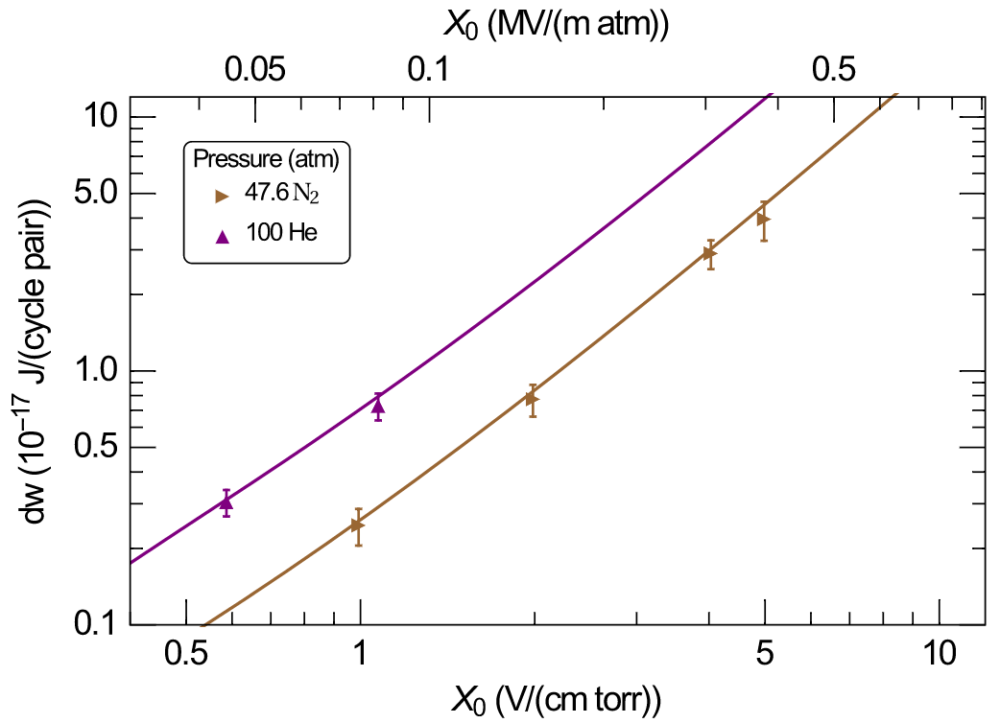 X₀ (MV/(m atm))
0.05 0.1 0.5
10
5.0
1.0
0.5
0.1
dw (10⁻¹⁷ J/(cycle pair))
Pressure (atm)
47.6 N₂
100 He
0.5 1 5 10
X₀ (V/(cm torr))